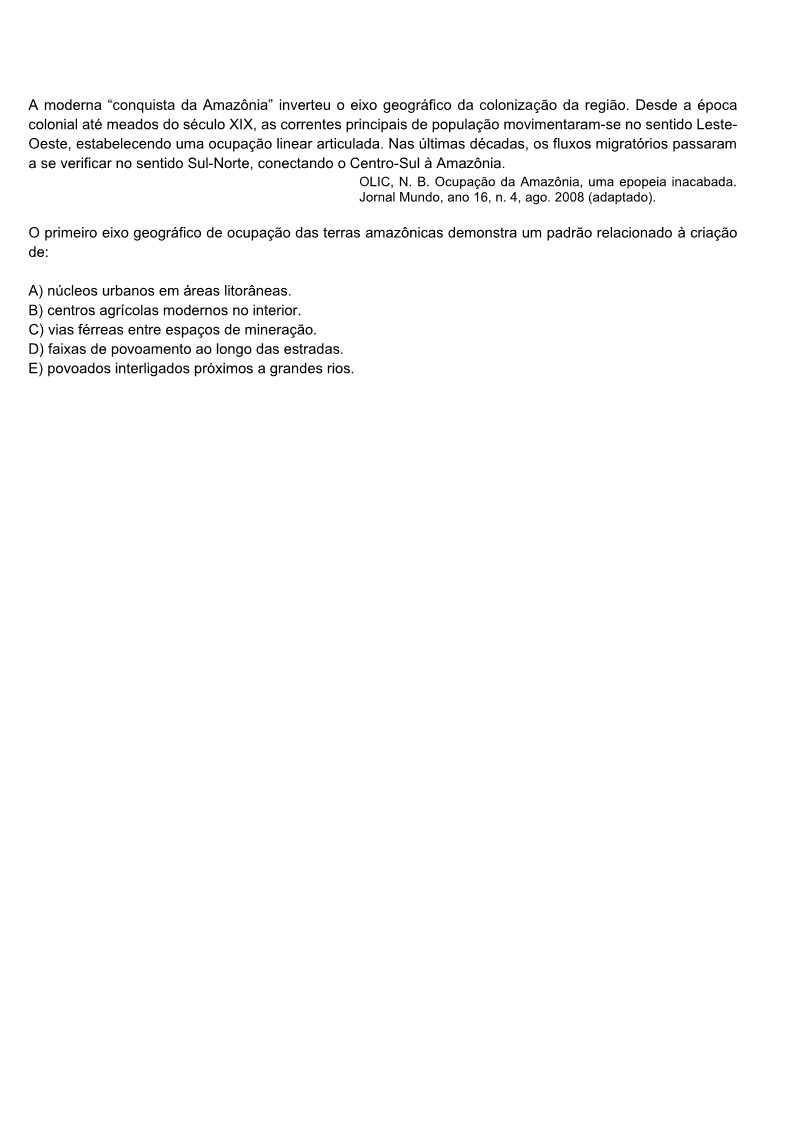 A moderna “conquista da Amazônia” inverteu o eixo geográfico da colonização da região. Desde a época
colonial até meados do século XIX, as correntes principais de população movimentaram-se no sentido Leste-
Oeste, estabelecendo uma ocupação linear articulada. Nas últimas décadas, os fluxos migratórios passaram
a se verificar no sentido Sul-Norte, conectando o Centro-Sul à Amazônia.
OLIC, N. B. Ocupação da Amazônia, uma epopeia inacabada.
Jornal Mundo, ano 16, n. 4, ago. 2008 (adaptado).
O primeiro eixo geográfico de ocupação das terras amazônicas demonstra um padrão relacionado à criação
de:
A) núcleos urbanos em áreas litorâneas.
B) centros agrícolas modernos no interior.
C) vias férreas entre espaços de mineração.
D) faixas de povoamento ao longo das estradas.
E) povoados interligados próximos a grandes rios.